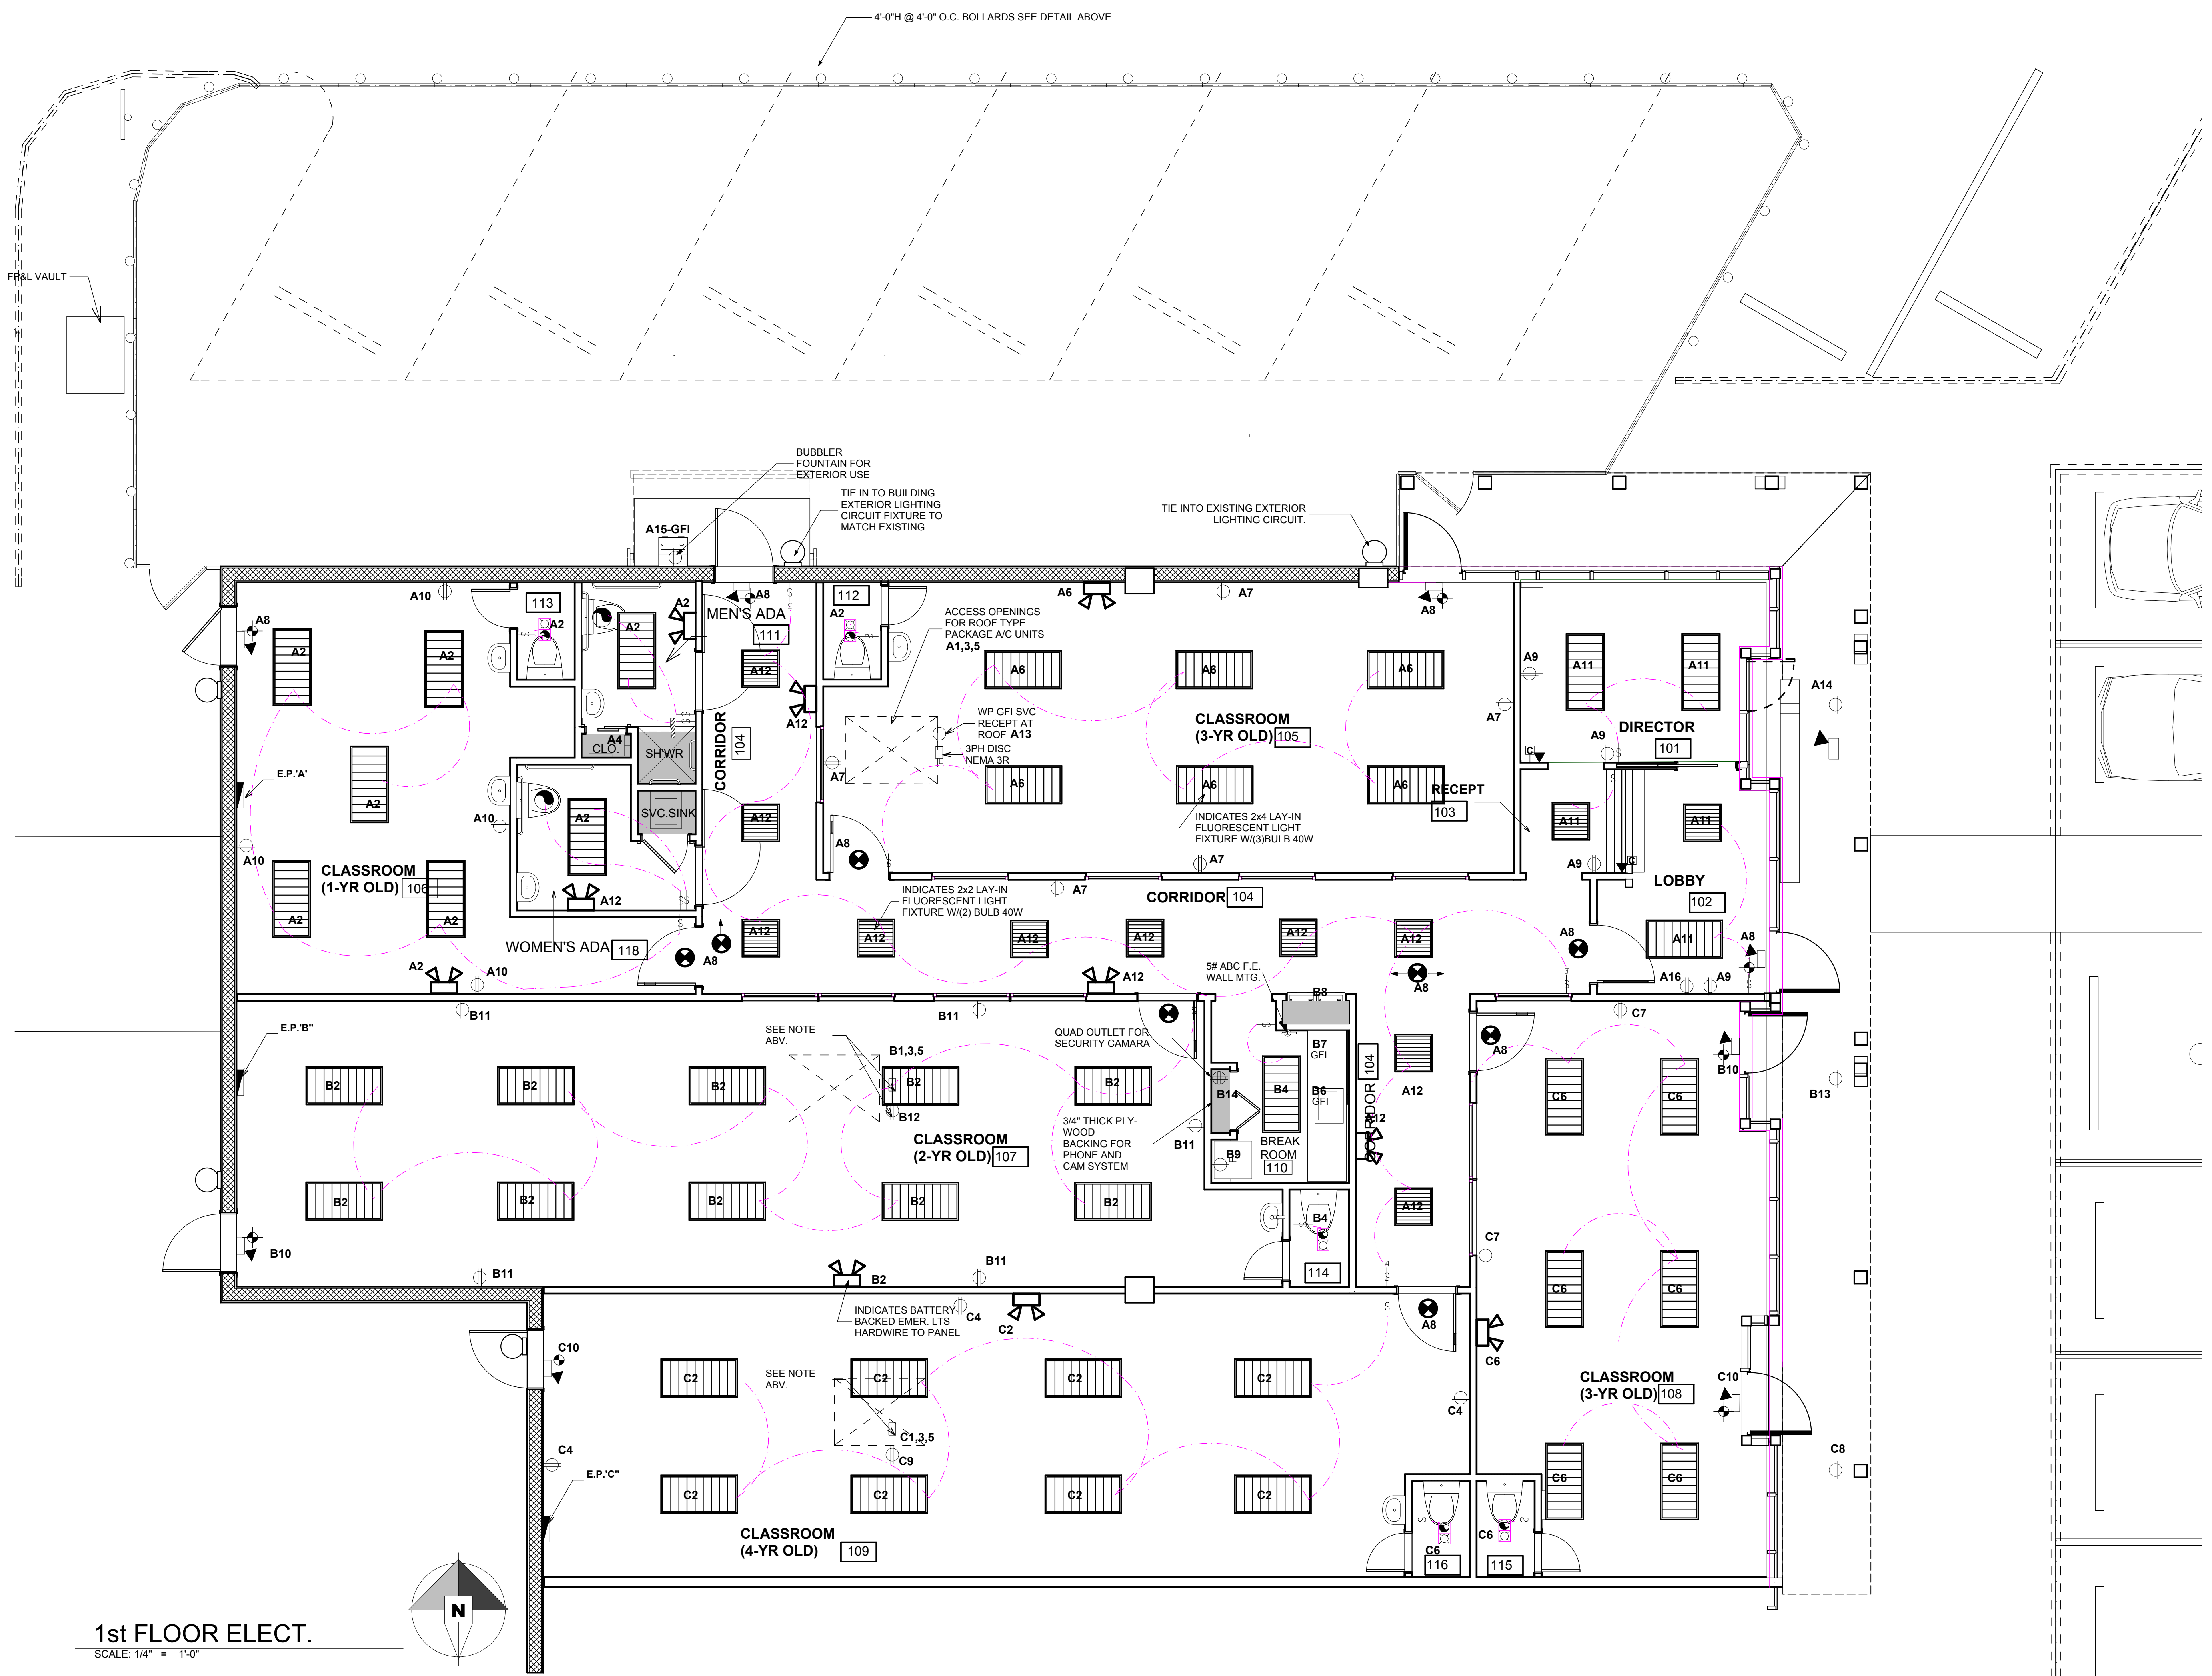 4'-0"H @ 4'-0" O.C. BOLLARDS SEE DETAIL ABOVE
FP&L VAULT
BUBBLER
FOUNTAIN FOR
EXTERIOR USE
TIE IN TO BUILDING
EXTERIOR LIGHTING
CIRCUIT FIXTURE TO
MATCH EXISTING
TIE INTO EXISTING EXTERIOR
LIGHTING CIRCUIT.
A15-GFI
A10
113
A2
A2
A2
A8
MEN'S ADA
111
112
A2
A6
A7
A8
A8
ACCESS OPENINGS
FOR ROOF TYPE
PACKAGE A/C UNITS
A1,3,5
A2
A2
A12
A6
A6
A6
A9
A11
A11
A14
A12
WP GFI SVC
RECEPT AT
ROOF A13
3PH DISC
NEMA 3R
CLASSROOM
(3-YR OLD) 105
A7
DIRECTOR
101
A9
A4
CLO.
SH'WR
CORRIDOR
104
E.P.'A'
A7
C
A2
A6
A6
A6
RECEPT
103
A10
A2
SVC.SINK
A12
INDICATES 2x4 LAY-IN
FLUORESCENT LIGHT
FIXTURE W/(3)BULB 40W
A11
A11
A10
A8
A7
A9
C
CLASSROOM
(1-YR OLD) 106
A12
A7
INDICATES 2x2 LAY-IN
FLUORESCENT LIGHT
FIXTURE W/(2) BULB 40W
CORRIDOR 104
LOBBY
102
A2
A2
WOMEN'S ADA 118
A12
A12
A12
A12
A12
A12
A8
A8
A11
A8
A2
A10
A12
5# ABC F.E.
WALL MTG.
A8
A16
A9
B11
B11
B8
C7
E.P.'B"
SEE NOTE
ABV.
QUAD OUTLET FOR
SECURITY CAMARA
B7
GFI
A8
B10
B1,3,5
B2
B2
B2
B2
B2
B12
B14
B4
B6
GFI
104
CORRIDOR
A12
A12
C6
C6
B13
3/4" THICK PLY-
WOOD
BACKING FOR
PHONE AND
CAM SYSTEM
B11
CLASSROOM
(2-YR OLD) 107
B9
BREAK
ROOM
110
B2
B2
B2
B2
B2
B4
A12
B10
C7
B11
B2
B11
114
C6
C6
INDICATES BATTERY
BACKED EMER. LTS
HARDWIRE TO PANEL
C4
C2
A8
C6
C10
SEE NOTE
ABV.
C2
C2
C2
C2
CLASSROOM
(3-YR OLD) 108
C10
C4
C1,3,5
C9
C4
C8
E.P.'C"
C2
C2
C2
C2
C6
C6
CLASSROOM
(4-YR OLD) 109
C6
C6
116
115
N
1st FLOOR ELECT.
SCALE: 1/4" = 1'-0"